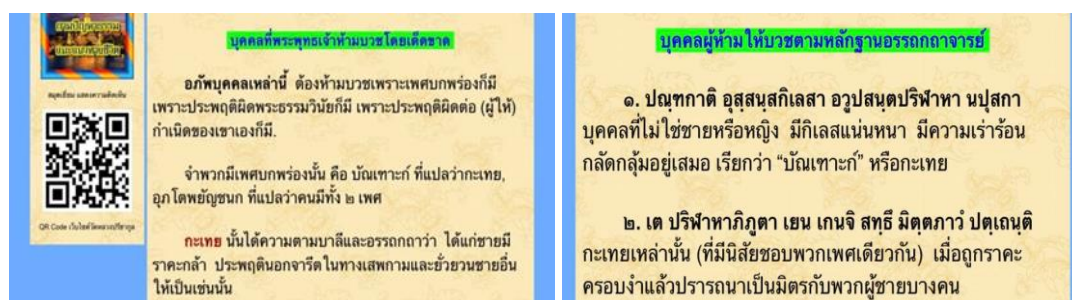 สมุดเยี่ยม แสดงความคิดเห็น
บุคคลที่พระพุทธเจ้าห้ามบวชโดยเด็ดขาด
อภัพบุคคลเหล่านี้ ต้องห้ามบวชเพราะเพศบกพร่องก็มี
เพราะประพฤติผิดพระธรรมวินัยก็มี เพราะประพฤติผิดต่อ (ผู้ให้)
กำเนิดของเขาเองก็มี.
จำพวกมีเพศบกพร่องนั้น คือ บัณเฑาะก์ ที่แปลว่ากะเทย,
อุภโตพยัญชนก ที่แปลว่าคนมีทั้ง ๒ เพศ
กะเทย นั้นได้ความตามบาลีและอรรถกถาว่า ได้แก่ชายมี
ราคะกล้า ประพฤตินอกจารีตในทางเสพกามและยั่วยวนชายอื่น
ให้เป็นเช่นนั้น
บุคคลผู้ห้ามให้บวชตามหลักฐานอรรถกถาจารย์
๑. ปณฺฑกาติ อุสฺสนฺนกิเลสา อวูปสนฺตปริฬาหา นปุสกา
บุคคลที่ไม่ใช่ชายหรือหญิง มีกิเลสแน่นหนา มีความเร่าร้อน
กลัดกลุ้มอยู่เสมอ เรียกว่า “บัณเฑาะก์” หรือกะเทย
๒. เต ปริฬาหาภิภูตา เยน เกนจิ สทฺธึ มิตฺตภาวํ ปตฺเถนฺติ
กะเทยเหล่านั้น (ที่มีนิสัยชอบพวกเพศเดียวกัน) เมื่อถูกราคะ
ครอบงำแล้วปรารถนาเป็นมิตรกับพวกผู้ชายบางคน